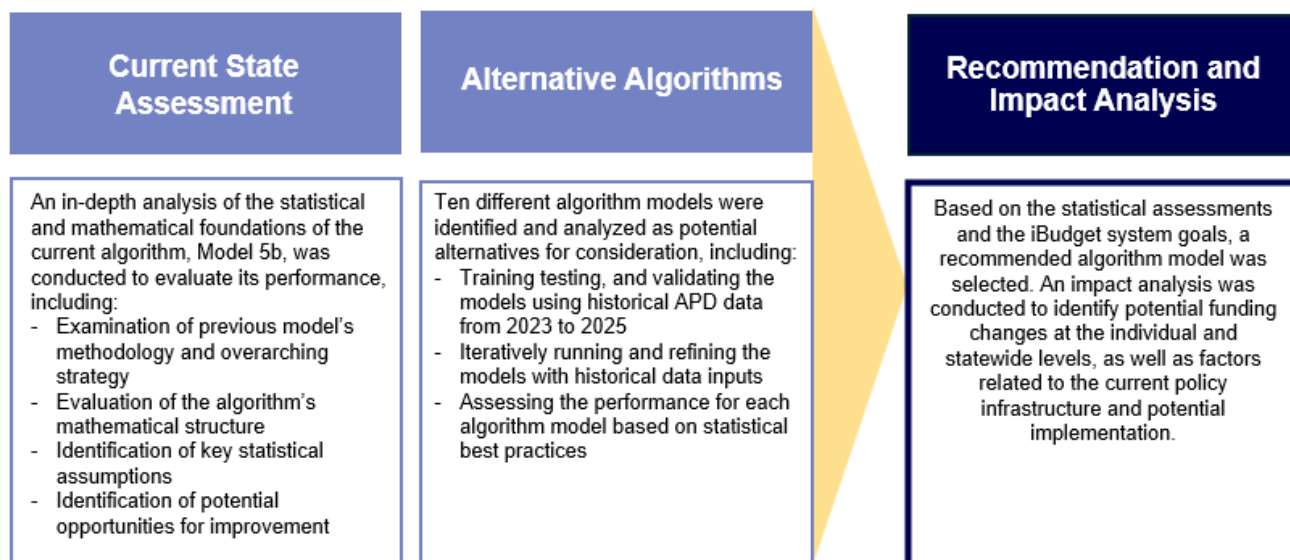 Current State
Assessment
An in-depth analysis of the statistical
and mathematical foundations of the
current algorithm, Model 5b, was
conducted to evaluate its performance,
including:
- Examination of previous model's
methodology and overarching
strategy
- Evaluation of the algorithm's
mathematical structure
- Identification of key statistical
assumptions
- Identification of potential
opportunities for improvement
Alternative Algorithms
Ten different algorithm models were
identified and analyzed as potential
alternatives for consideration, including:
- Training testing, and validating the
models using historical APD data
from 2023 to 2025
- Iteratively running and refining the
models with historical data inputs
- Assessing the performance for each
algorithm model based on statistical
best practices
Recommendation and
Impact Analysis
Based on the statistical assessments
and the iBudget system goals, a
recommended algorithm model was
selected. An impact analysis was
conducted to identify potential funding
changes at the individual and
statewide levels, as well as factors
related to the current policy
infrastructure and potential
implementation.